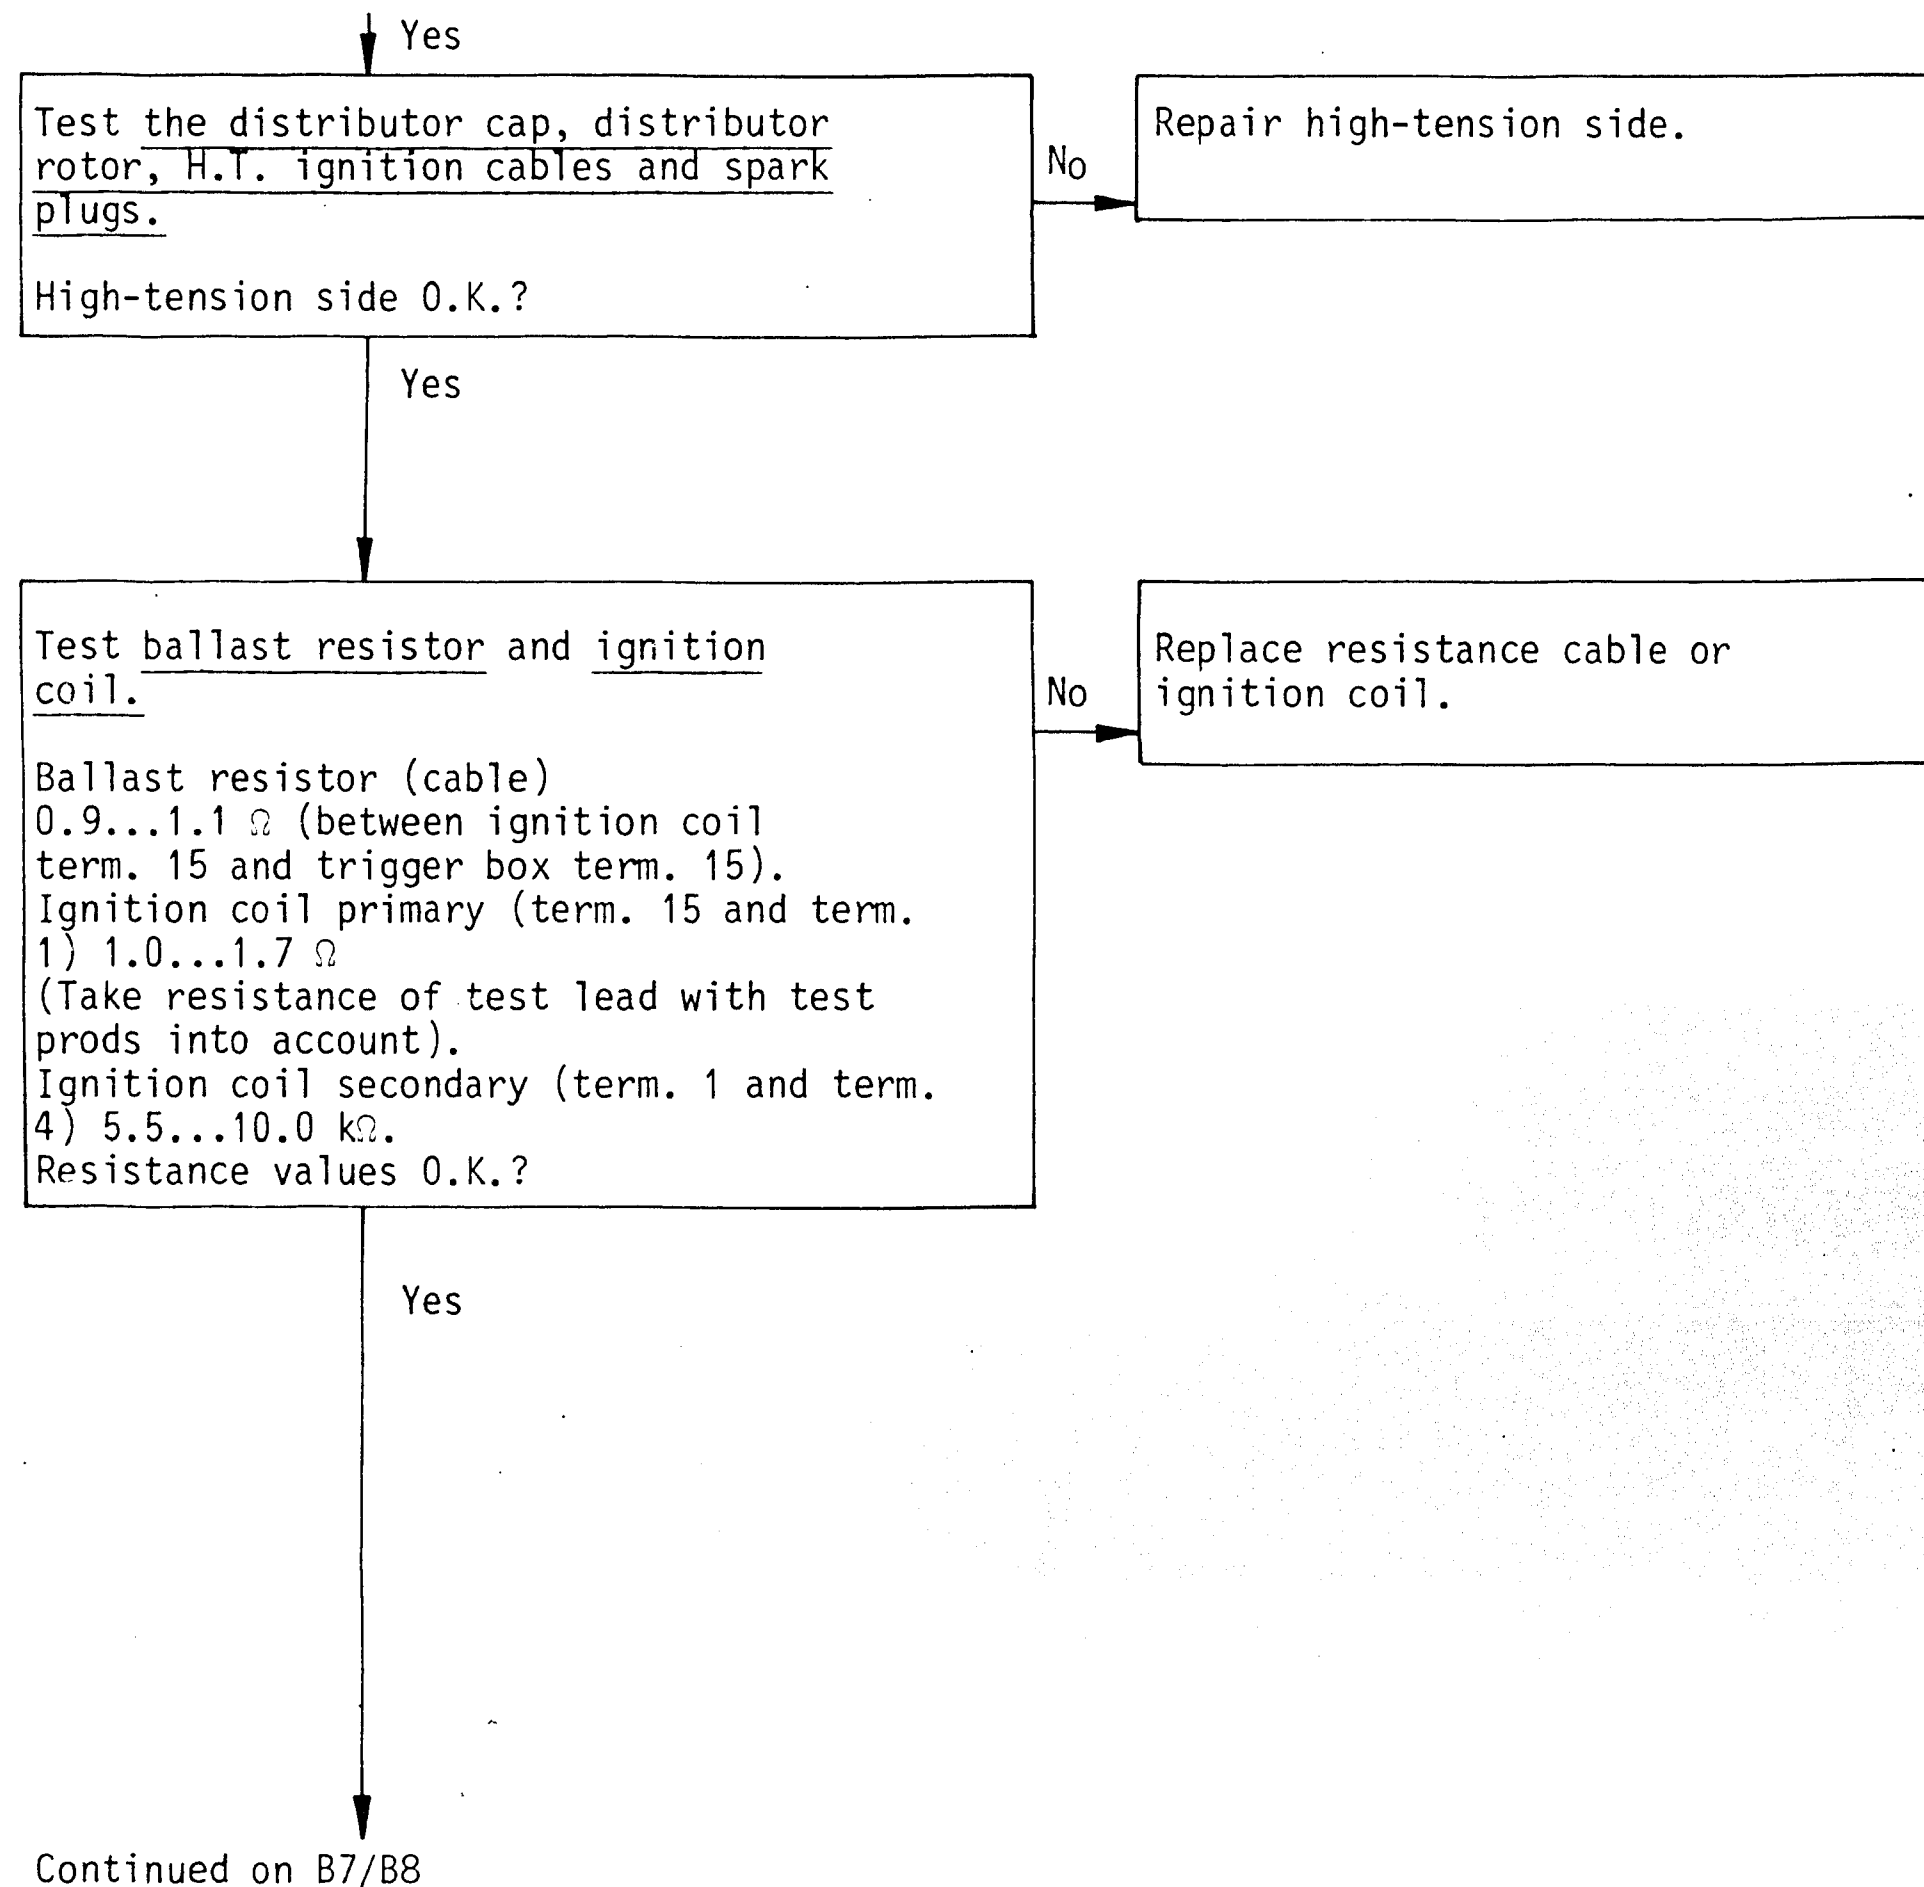 Yes
Test the distributor cap, distributor
rotor, H.T. ignition cables and spark
plugs.
High-tension side O.K.?
No
Repair high-tension side.
Yes
Test ballast resistor and ignition
coil.
Ballast resistor (cable)
0.9...1.1 Ω (between ignition coil
term. 15 and trigger box term. 15).
Ignition coil primary (term. 15 and term.
1) 1.0...1.7 Ω
(Take resistance of test lead with test
prods into account).
Ignition coil secondary (term. 1 and term.
4) 5.5...10.0 kΩ.
Resistance values O.K.?
No
Replace resistance cable or
ignition coil.
Yes
Continued on B7/B8